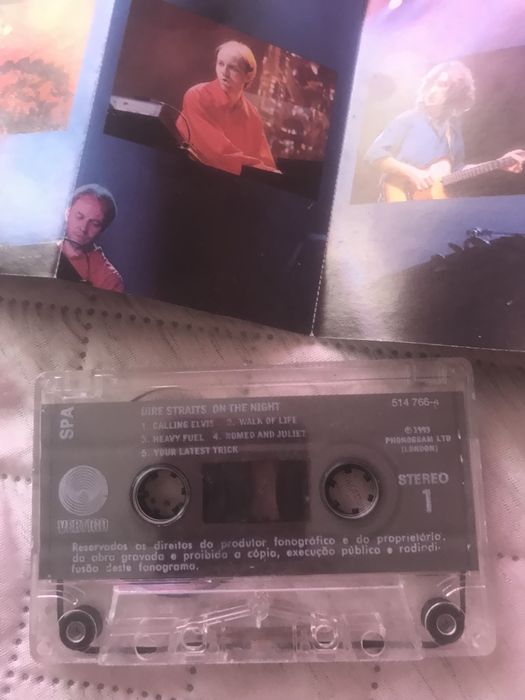 SPA
DIRE STRAITS ON THE NIGHT
514 766-4
1. CALLING ELVIS 2. WALK OF LIFE
3. HEAVY FUEL 4. ROMEO AND JULIET
5. YOUR LATEST TRICK
℗ 1993
PHONOGRAM LTD
(LONDON)
STEREO
1
VERTIGO
Reservados os direitos do produtor fonográfico e do proprietário.
da obra gravada e proibida a cópia, execução pública e radiodi-
fusão deste fonograma.